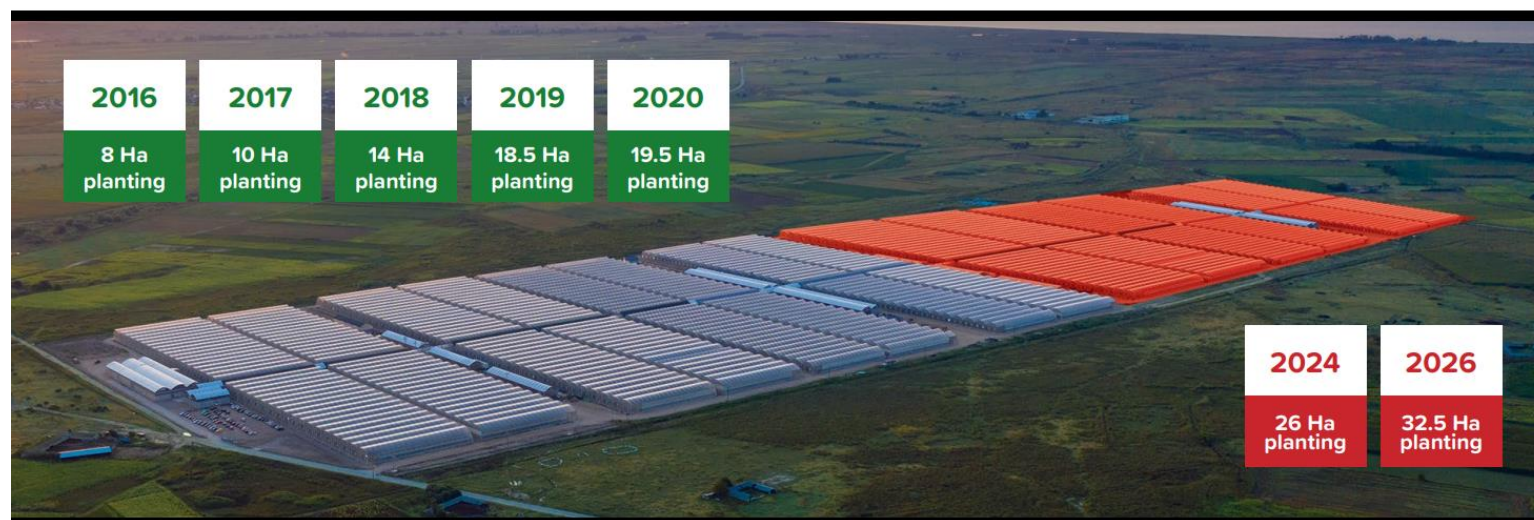 2016
8 Ha
planting
2017
10 Ha
planting
2018
14 Ha
planting
2019
18.5 Ha
planting
2020
19.5 Ha
planting
2024
26 Ha
planting
2026
32.5 Ha
planting